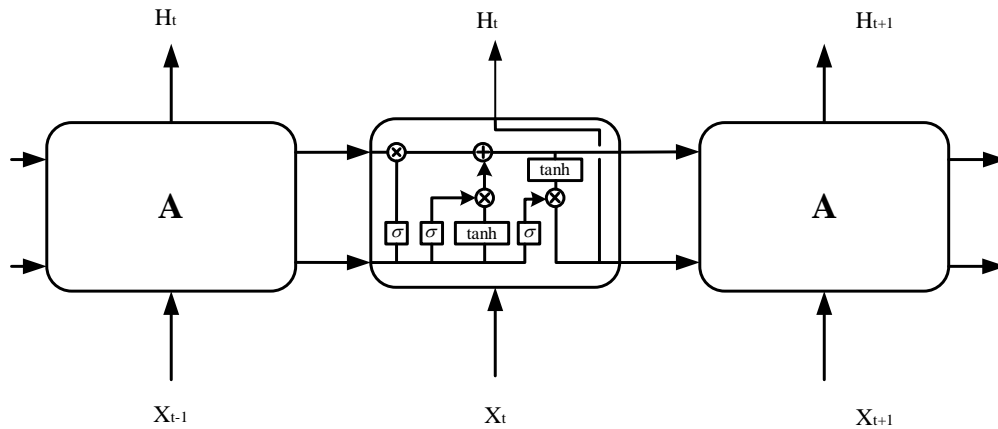 Ht Ht Ht+1
tanh
A A
σ σ tanh σ
Xt-1 Xt Xt+1